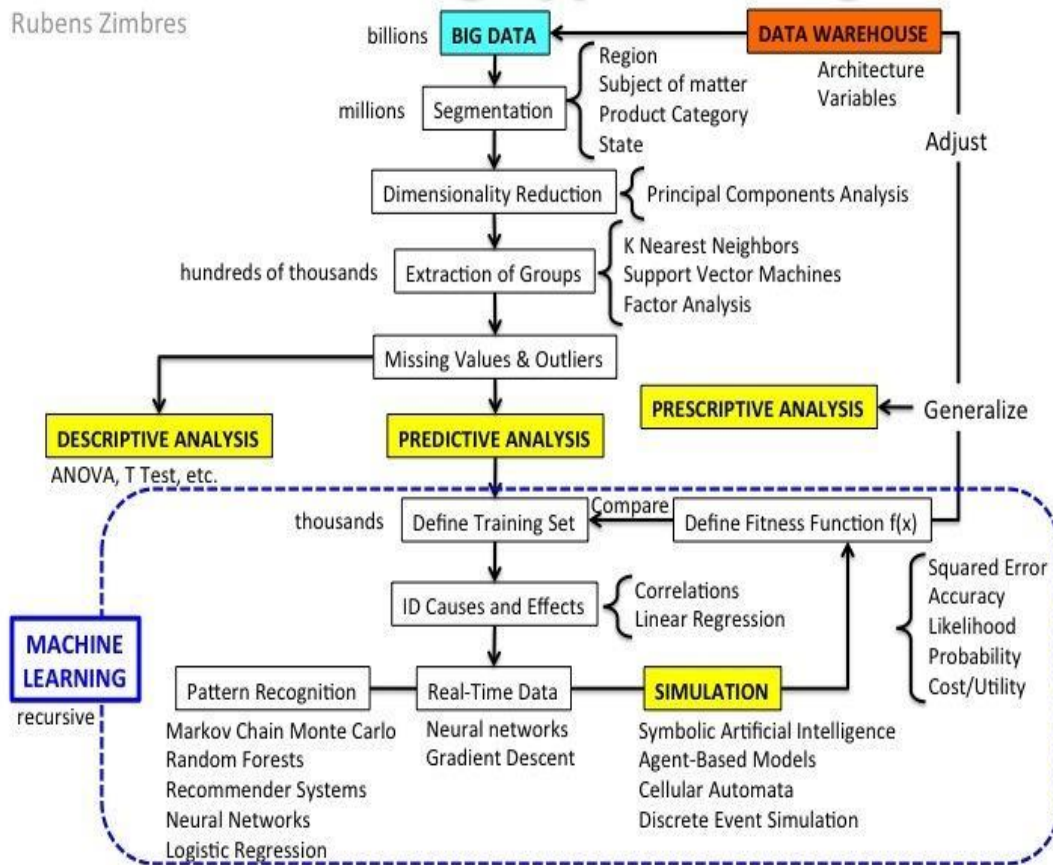 Rubens Zimbres
billions
BIG DATA
DATA WAREHOUSE
Architecture
Variables
Region
Subject of matter
Product Category
State
millions
Segmentation
Adjust
Dimensionality Reduction
Principal Components Analysis
hundreds of thousands
Extraction of Groups
K Nearest Neighbors
Support Vector Machines
Factor Analysis
Missing Values & Outliers
PRESCRIPTIVE ANALYSIS
Generalize
DESCRIPTIVE ANALYSIS
ANOVA, T Test, etc.
PREDICTIVE ANALYSIS
thousands
Define Training Set
Compare
Define Fitness Function f(x)
Squared Error
Accuracy
Likelihood
Probability
Cost/Utility
ID Causes and Effects
Correlations
Linear Regression
MACHINE
LEARNING
recursive
Pattern Recognition
Markov Chain Monte Carlo
Random Forests
Recommender Systems
Neural Networks
Logistic Regression
Real-Time Data
Neural networks
Gradient Descent
SIMULATION
Symbolic Artificial Intelligence
Agent-Based Models
Cellular Automata
Discrete Event Simulation